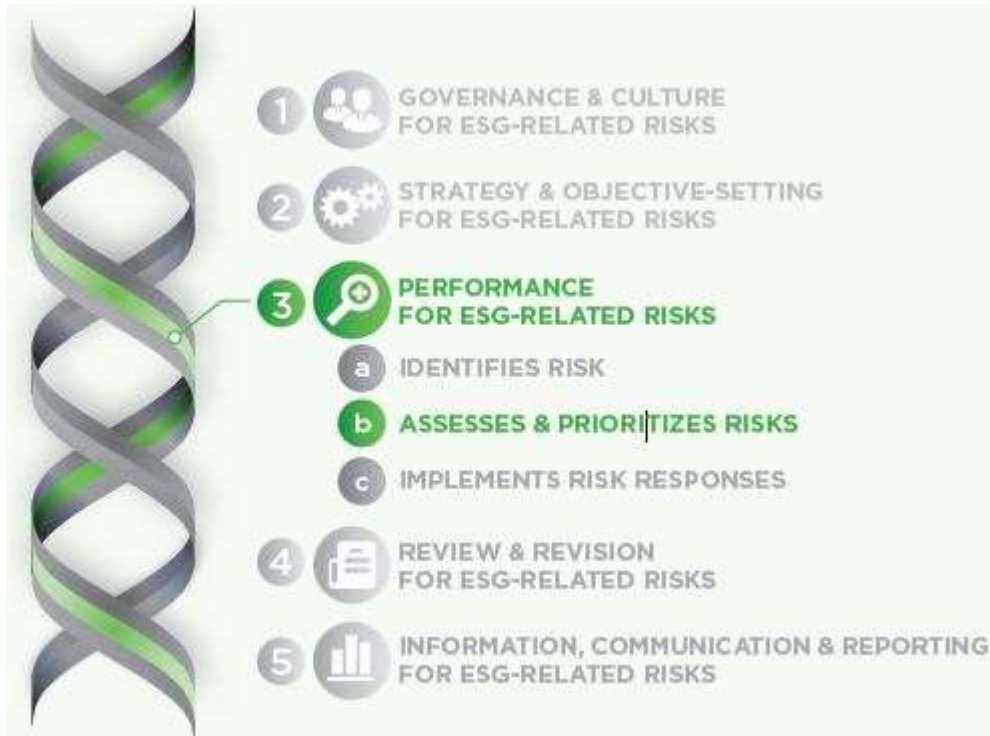 1 GOVERNANCE & CULTURE
FOR ESG-RELATED RISKS
2 STRATEGY & OBJECTIVE-SETTING
FOR ESG-RELATED RISKS
3 PERFORMANCE
FOR ESG-RELATED RISKS
a IDENTIFIES RISK
b ASSESSES & PRIORITIZES RISKS
c IMPLEMENTS RISK RESPONSES
4 REVIEW & REVISION
FOR ESG-RELATED RISKS
5 INFORMATION, COMMUNICATION & REPORTING
FOR ESG-RELATED RISKS